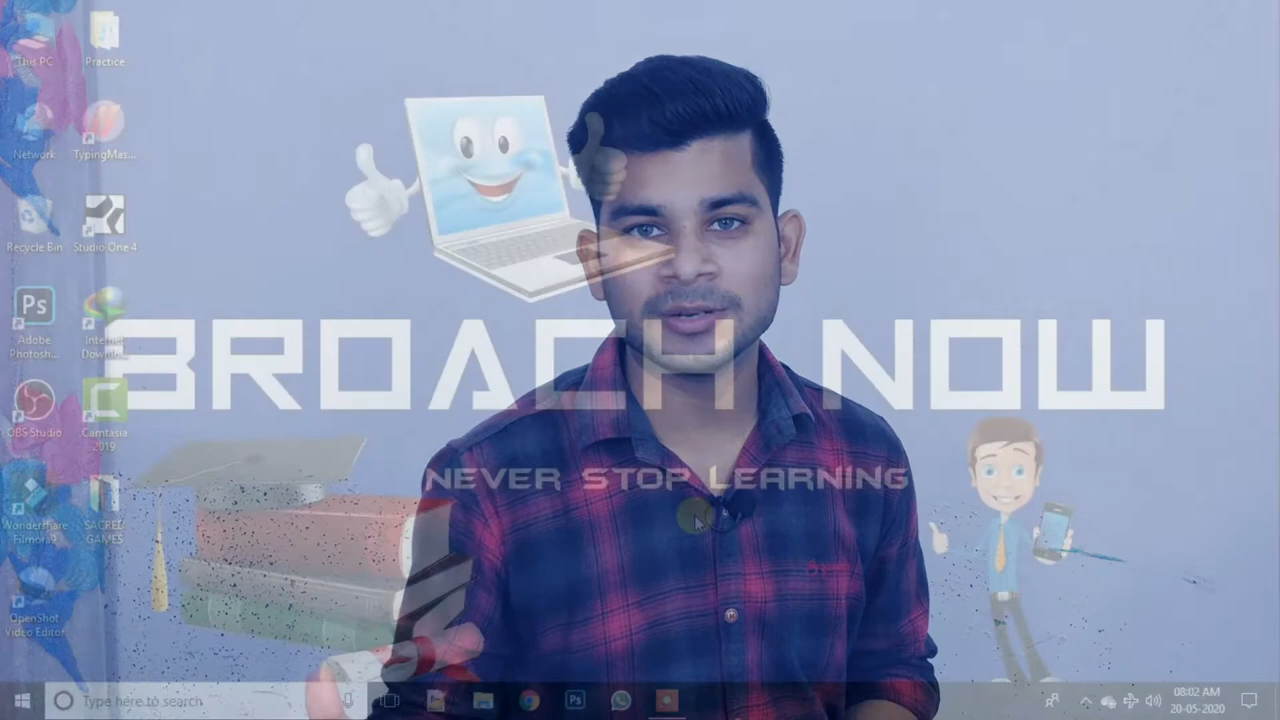 This PC
Practice
Network
TypingMas...
Recycle Bin
Studio One 4
Ps
Adobe
Photosh...
Internet
Downlo...
BROACH NOW
OBS Studio
Camtasia
2019
NEVER STOP LEARNING
Wondershare
Filmora9
SACRED
GAMES
OpenShot
Video Editor
Type here to search
Ps
08:02 AM
20-05-2020